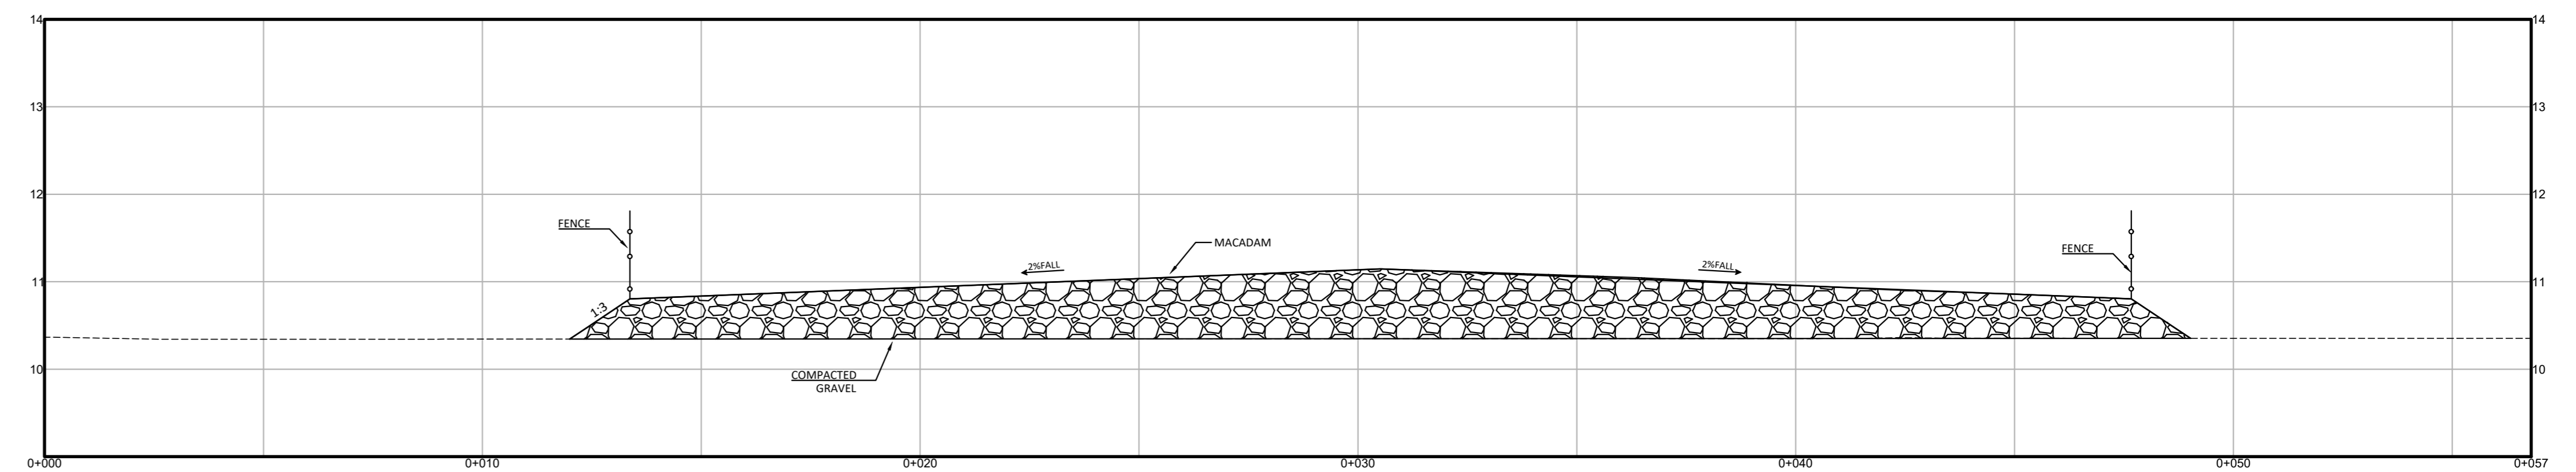 14 14
13 13
12 12
FENCE
MACADAM
FENCE
2%FALL
2%FALL
11 11
1:3
10 10
COMPACTED
GRAVEL
0+000 0+010 0+020 0+030 0+040 0+050 0+057